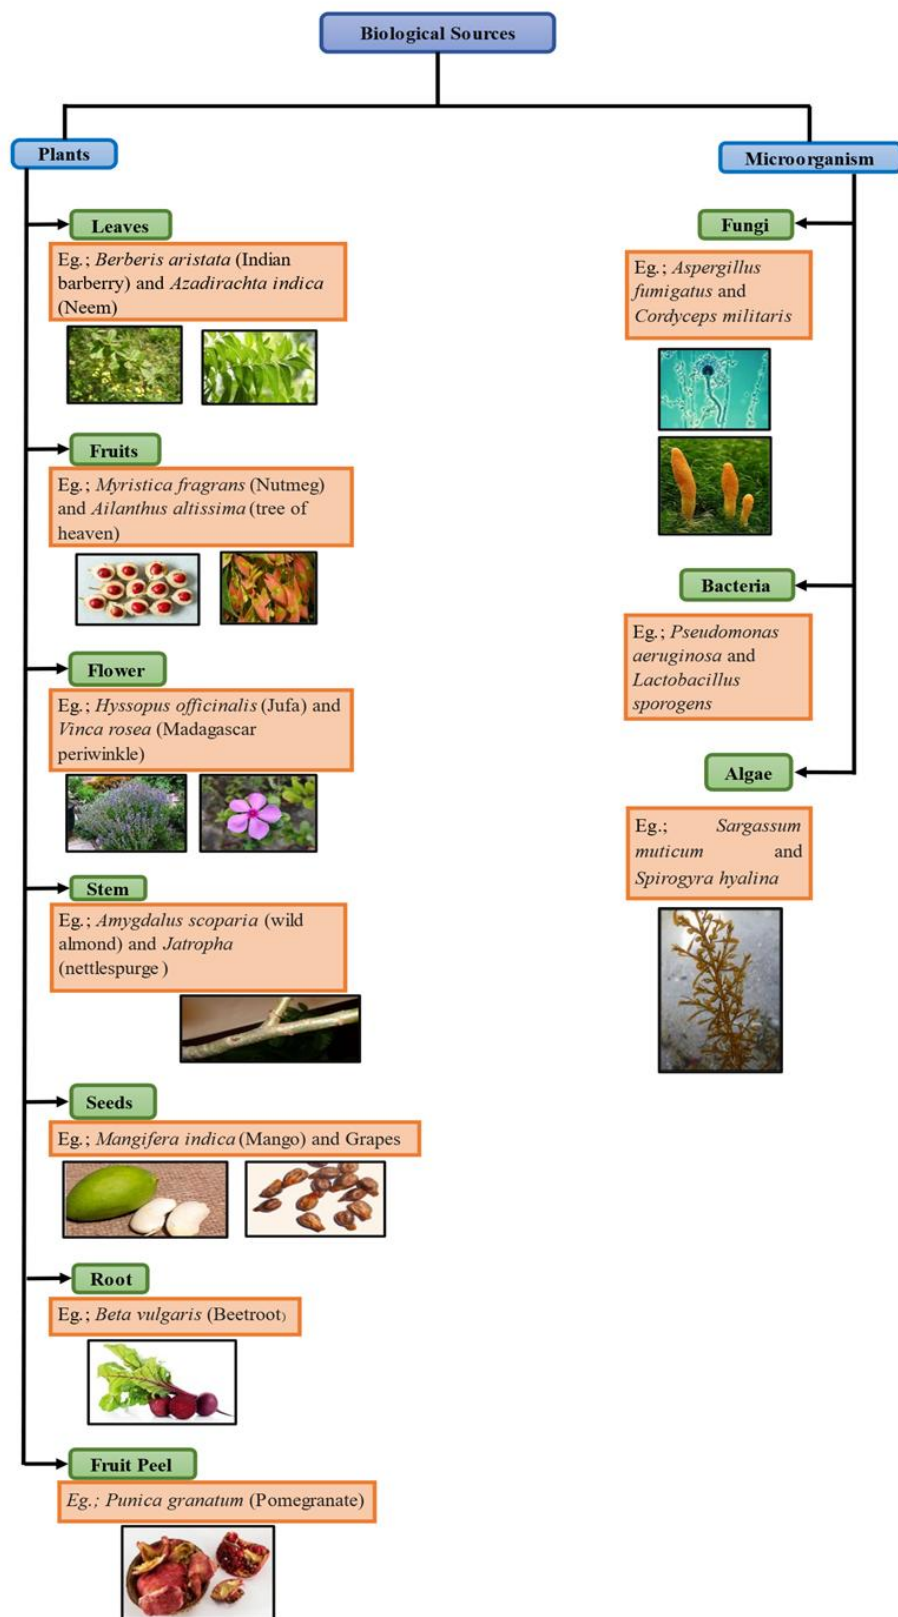 Biological Sources
Plants
Leaves
Eg.; Berberis aristata (Indian
barberry) and Azadirachta indica
(Neem)
Fruits
Eg.; Myristica fragrans (Nutmeg)
and Ailanthus altissima (tree of
heaven)
Flower
Eg.; Hyssopus officinalis (Jufa) and
Vinca rosea (Madagascar
periwinkle)
Stem
Eg.; Amygdalus scoparia (wild
almond) and Jatropha
(nettlespurge )
Seeds
Eg.; Mangifera indica (Mango) and Grapes
Root
Eg.; Beta vulgaris (Beetroot)
Fruit Peel
Eg.; Punica granatum (Pomegranate)
Microorganism
Fungi
Eg.; Aspergillus
fumigatus and
Cordyceps militaris
Bacteria
Eg.; Pseudomonas
aeruginosa and
Lactobacillus
sporogens
Algae
Eg.; Sargassum
muticum and
Spirogyra hyalina